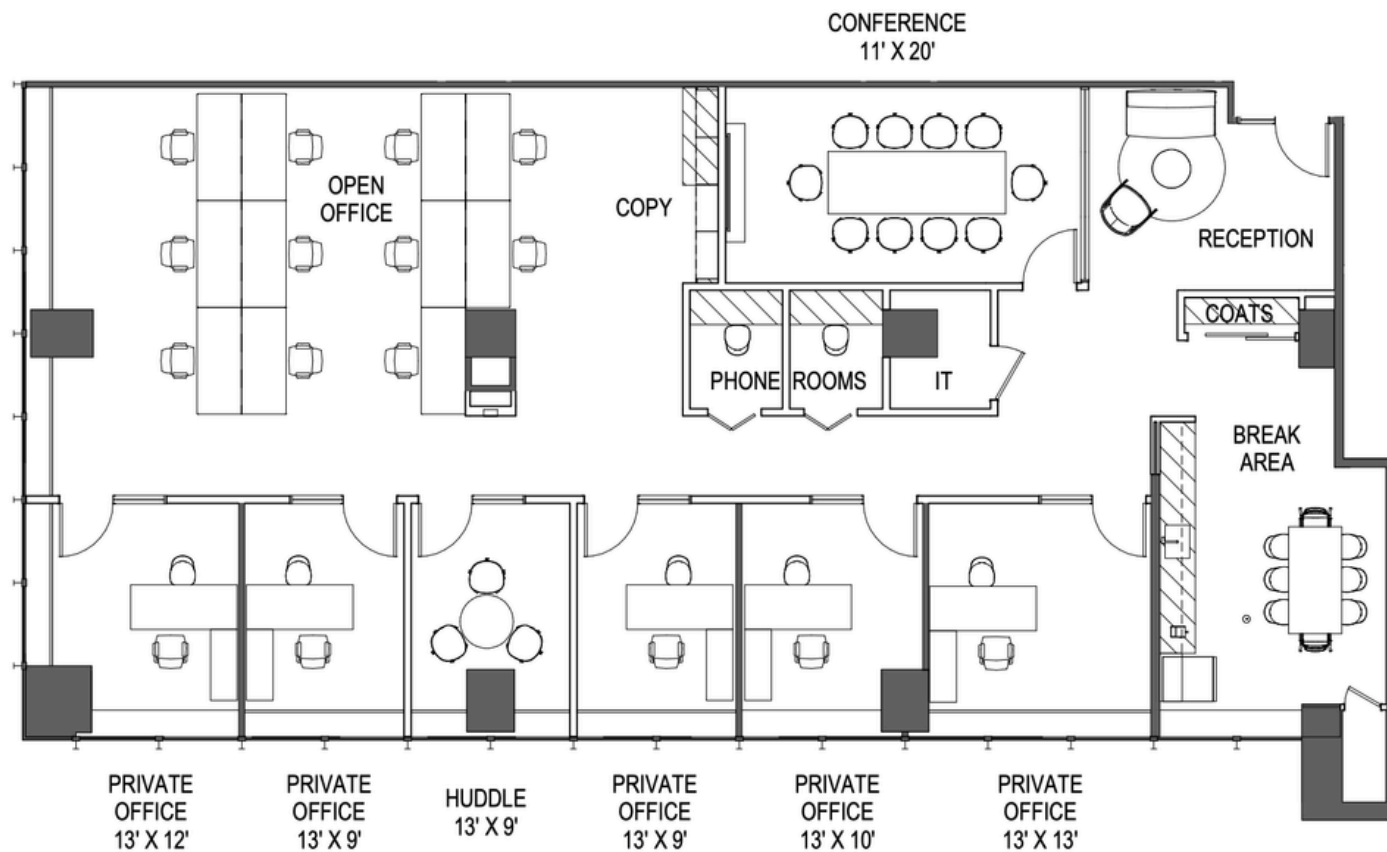 CONFERENCE
11' X 20'
OPEN
OFFICE
COPY
RECEPTION
COATS
PHONE
ROOMS
IT
BREAK
AREA
PRIVATE
OFFICE
13' X 12'
PRIVATE
OFFICE
13' X 9'
HUDDLE
13' X 9'
PRIVATE
OFFICE
13' X 9'
PRIVATE
OFFICE
13' X 10'
PRIVATE
OFFICE
13' X 13'